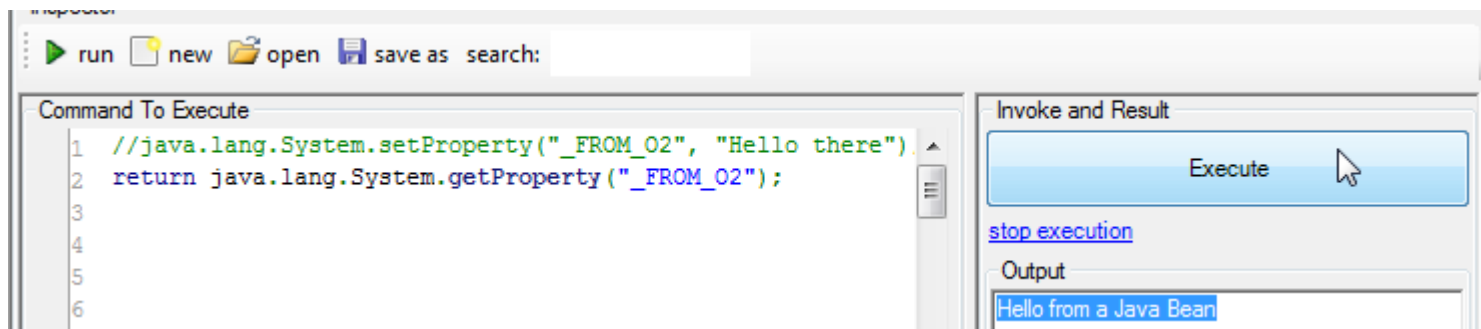 Inspector
run new open save as search:
Command To Execute
1 //java.lang.System.setProperty("_FROM_O2", "Hello there")
2 return java.lang.System.getProperty("_FROM_O2");
3
4
5
6
Invoke and Result
Execute
stop execution
Output
Hello from a Java Bean